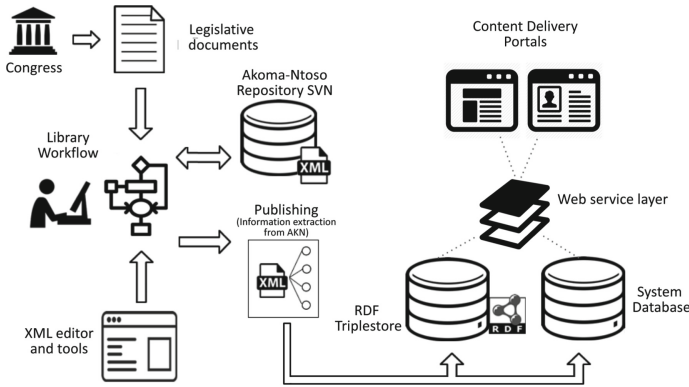 Congress
Legislative
documents
Akoma-Ntoso
Repository SVN
XML
Library
Workflow
Publishing
(Information extraction
from AKN)
XML
XML editor
and tools
Content Delivery
Portals
Web service layer
RDF
Triplestore
RDF
System
Database